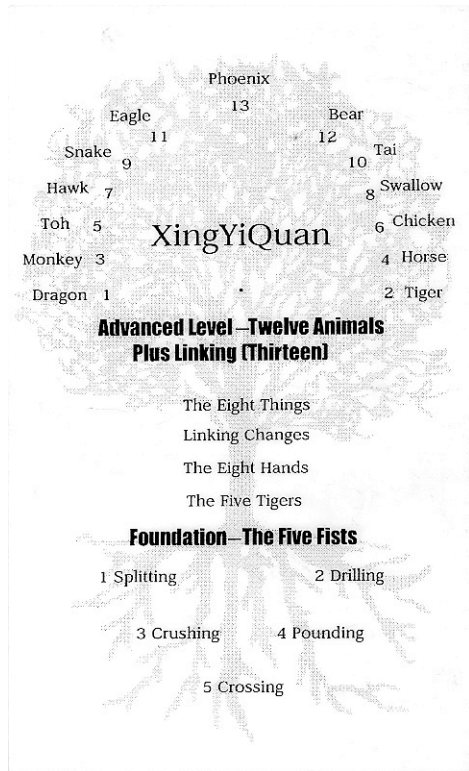 Phoenix
13
Eagle
11
Bear
12
Snake
9
Tai
10
Hawk 7
8 Swallow
Toh 5
6 Chicken
XingYiQuan
Monkey 3
4 Horse
Dragon 1
2 Tiger
Advanced Level–Twelve Animals
Plus Linking (Thirteen)
The Eight Things
Linking Changes
The Eight Hands
The Five Tigers
Foundation–The Five Fists
1 Splitting
2 Drilling
3 Crushing
4 Pounding
5 Crossing